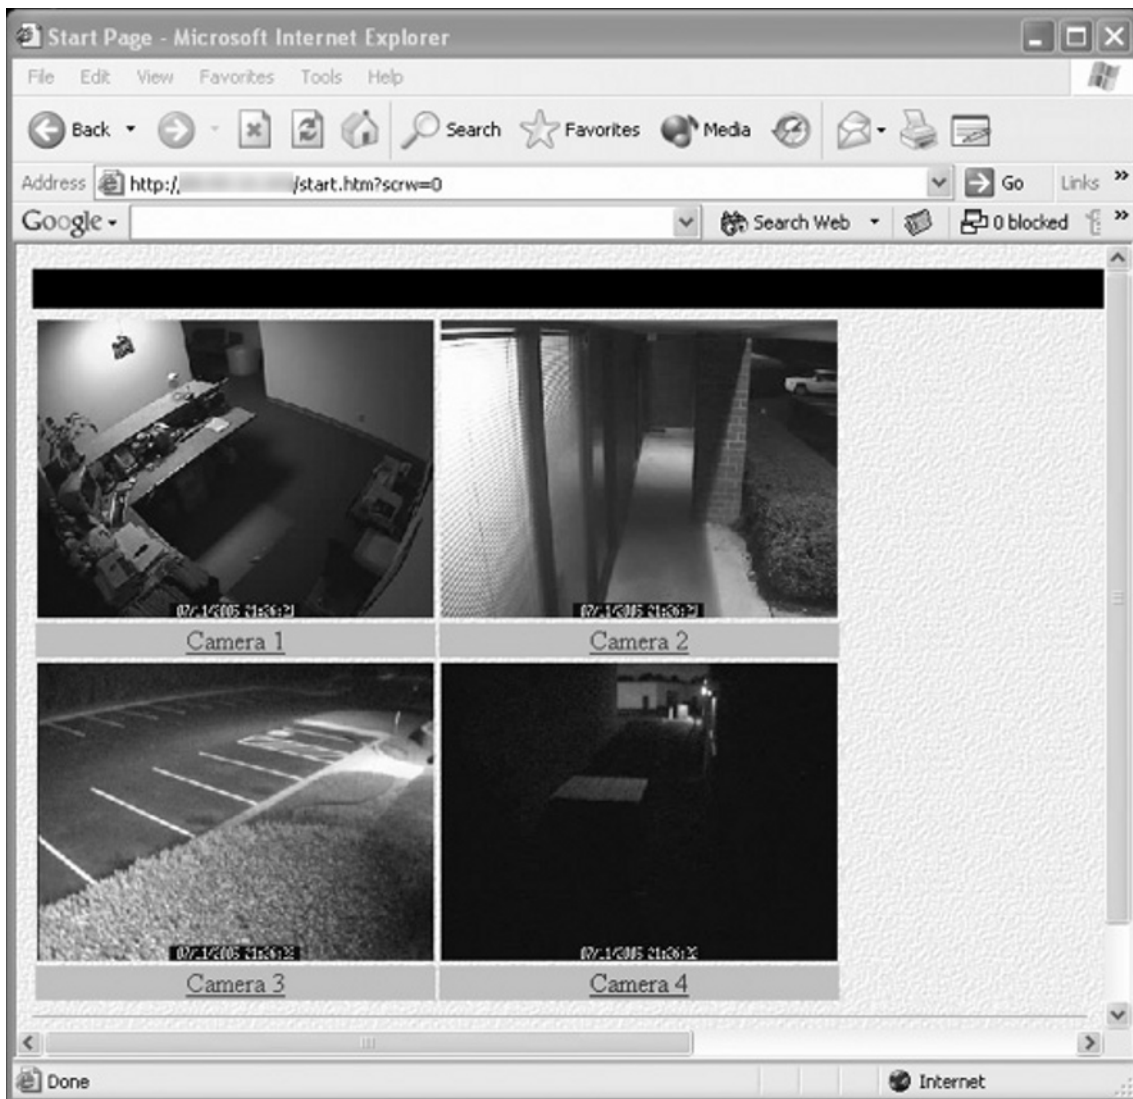 Start Page - Microsoft Internet Explorer
File Edit View Favorites Tools Help
Back Search Favorites Media
Address http:/ /start.htm?scrw=0 Go Links »
Google Search Web 0 blocked »
Camera 1 Camera 2
Camera 3 Camera 4
Done Internet